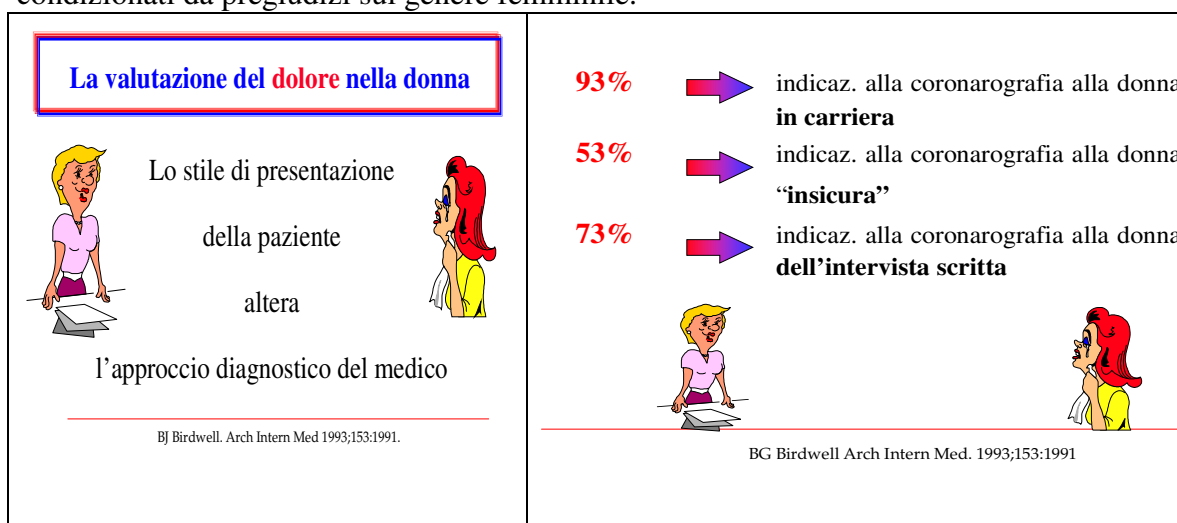 condizionati da pregiudizi sul genere femminile.
La valutazione del dolore nella donna
Lo stile di presentazione
della paziente
altera
l'approccio diagnostico del medico
BJ Birdwell. Arch Intern Med 1993;153:1991.
93% indicaz. alla coronarografia alla donna
in carriera
53% indicaz. alla coronarografia alla donna
“insicura”
73% indicaz. alla coronarografia alla donna
dell'intervista scritta
BG Birdwell Arch Intern Med. 1993;153:1991